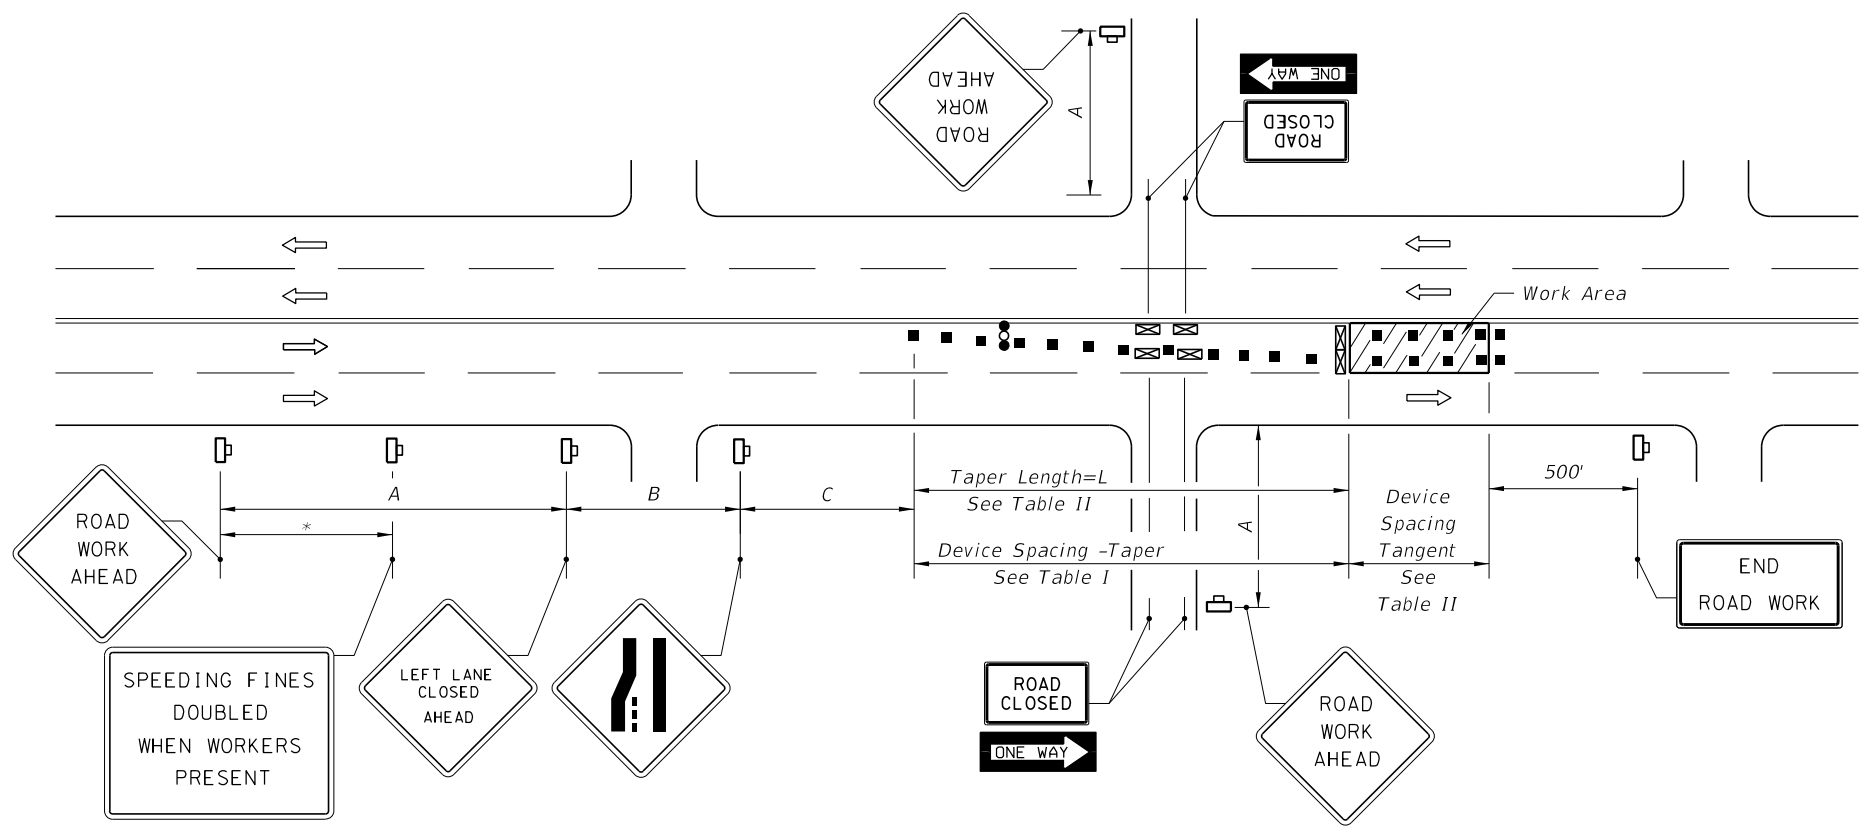 ROAD
WORK
AHEAD
A
ONE WAY
ROAD
CLOSED
Work Area
A
B
C
*
Taper Length=L
See Table II
Device Spacing -Taper
See Table I
A
Device
Spacing
Tangent
See
Table II
500'
ROAD
WORK
AHEAD
SPEEDING FINES
DOUBLED
WHEN WORKERS
PRESENT
LEFT LANE
CLOSED
AHEAD
ROAD
CLOSED
ONE WAY
ROAD
WORK
AHEAD
END
ROAD WORK